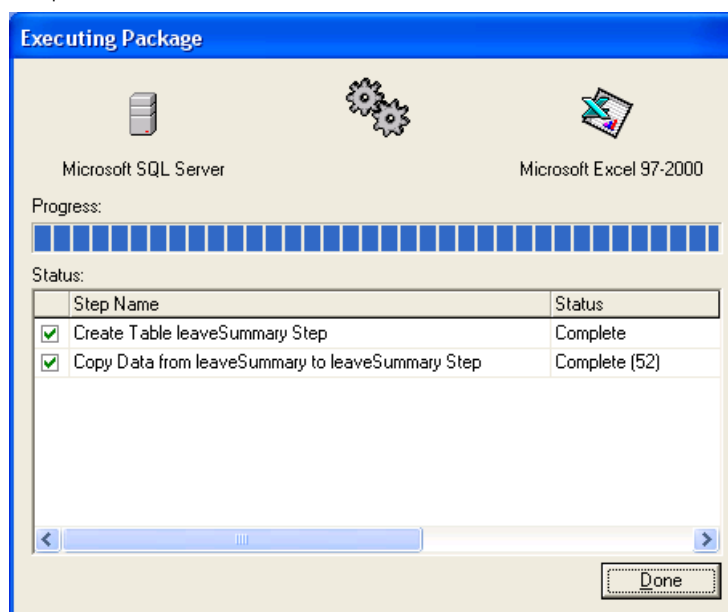 Executing Package
Microsoft SQL Server
Microsoft Excel 97-2000
Progress:
Status:
Step Name Status
Create Table leaveSummary Step Complete
Copy Data from leaveSummary to leaveSummary Step Complete (52)
Done